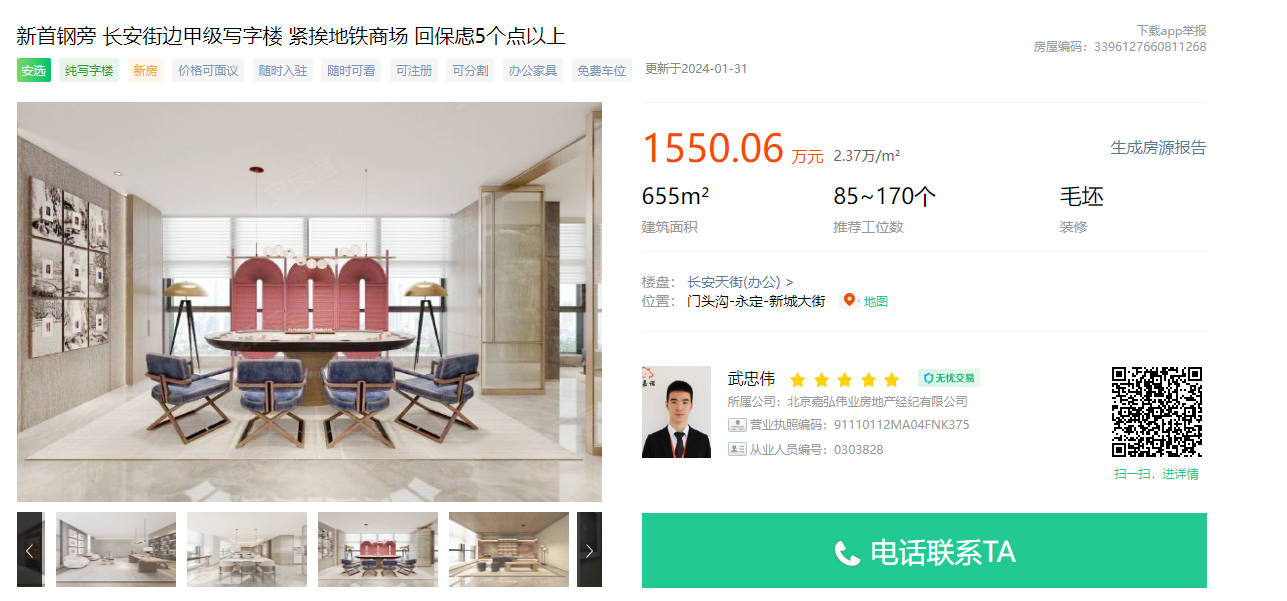 新首钢旁 长安街边甲级写字楼 紧挨地铁商场 回保虑5个点以上
下载app举报
房屋编码：3396127660811268
安选 纯写字楼 新房 价格可面议 随时入驻 随时可看 可注册 可分割 办公家具 免费车位 更新于2024-01-31
1550.06 万元 2.37万/m² 生成房源报告
655m² 85~170个 毛坯
建筑面积 推荐工位数 装修
楼盘： 长安天街(办公) >
位置： 门头沟-永定-新城大街 地图
武忠伟 无忧交易
所属公司：北京嘉弘伟业房地产经纪有限公司
营业执照编码：91110112MA04FNK375
从业人员编号：0303828
扫一扫，进详情
电话联系TA